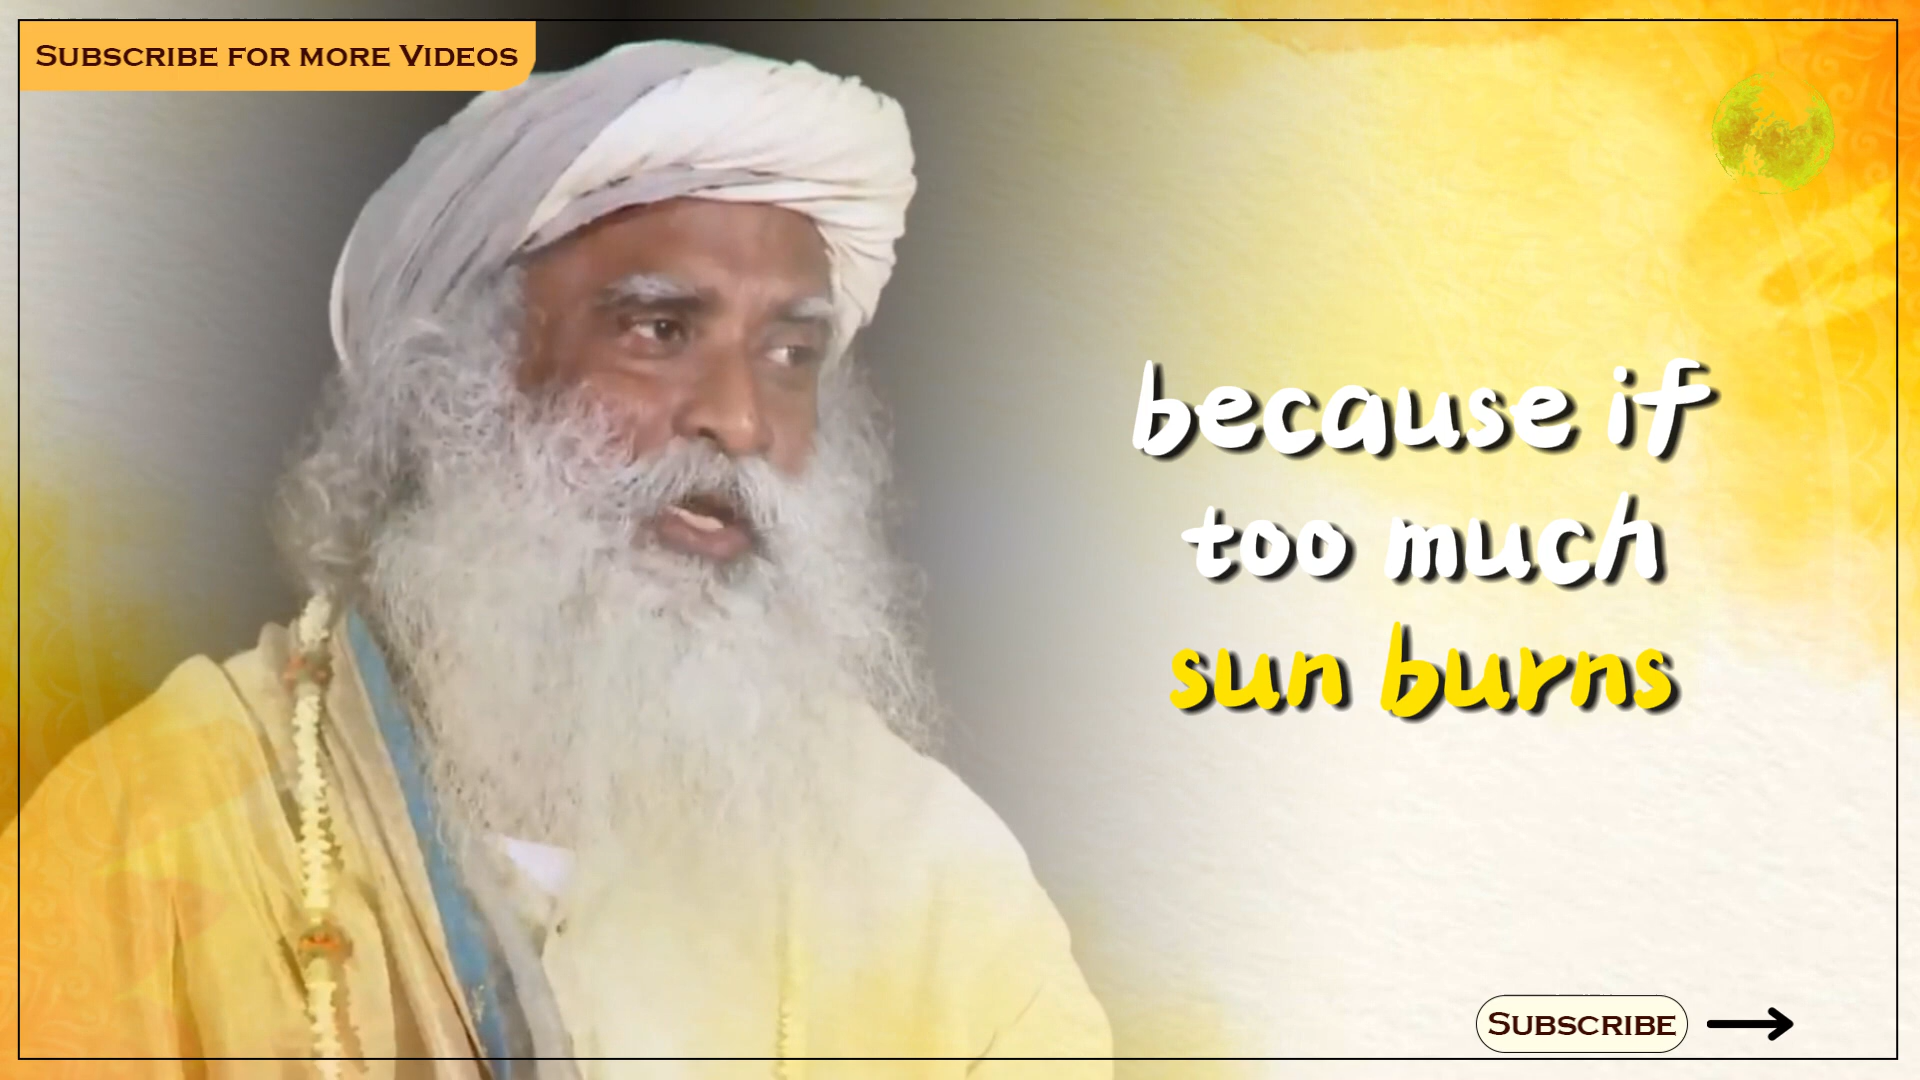 SUBSCRIBE FOR MORE VIDEOS
because if
too much
sun burns
SUBSCRIBE